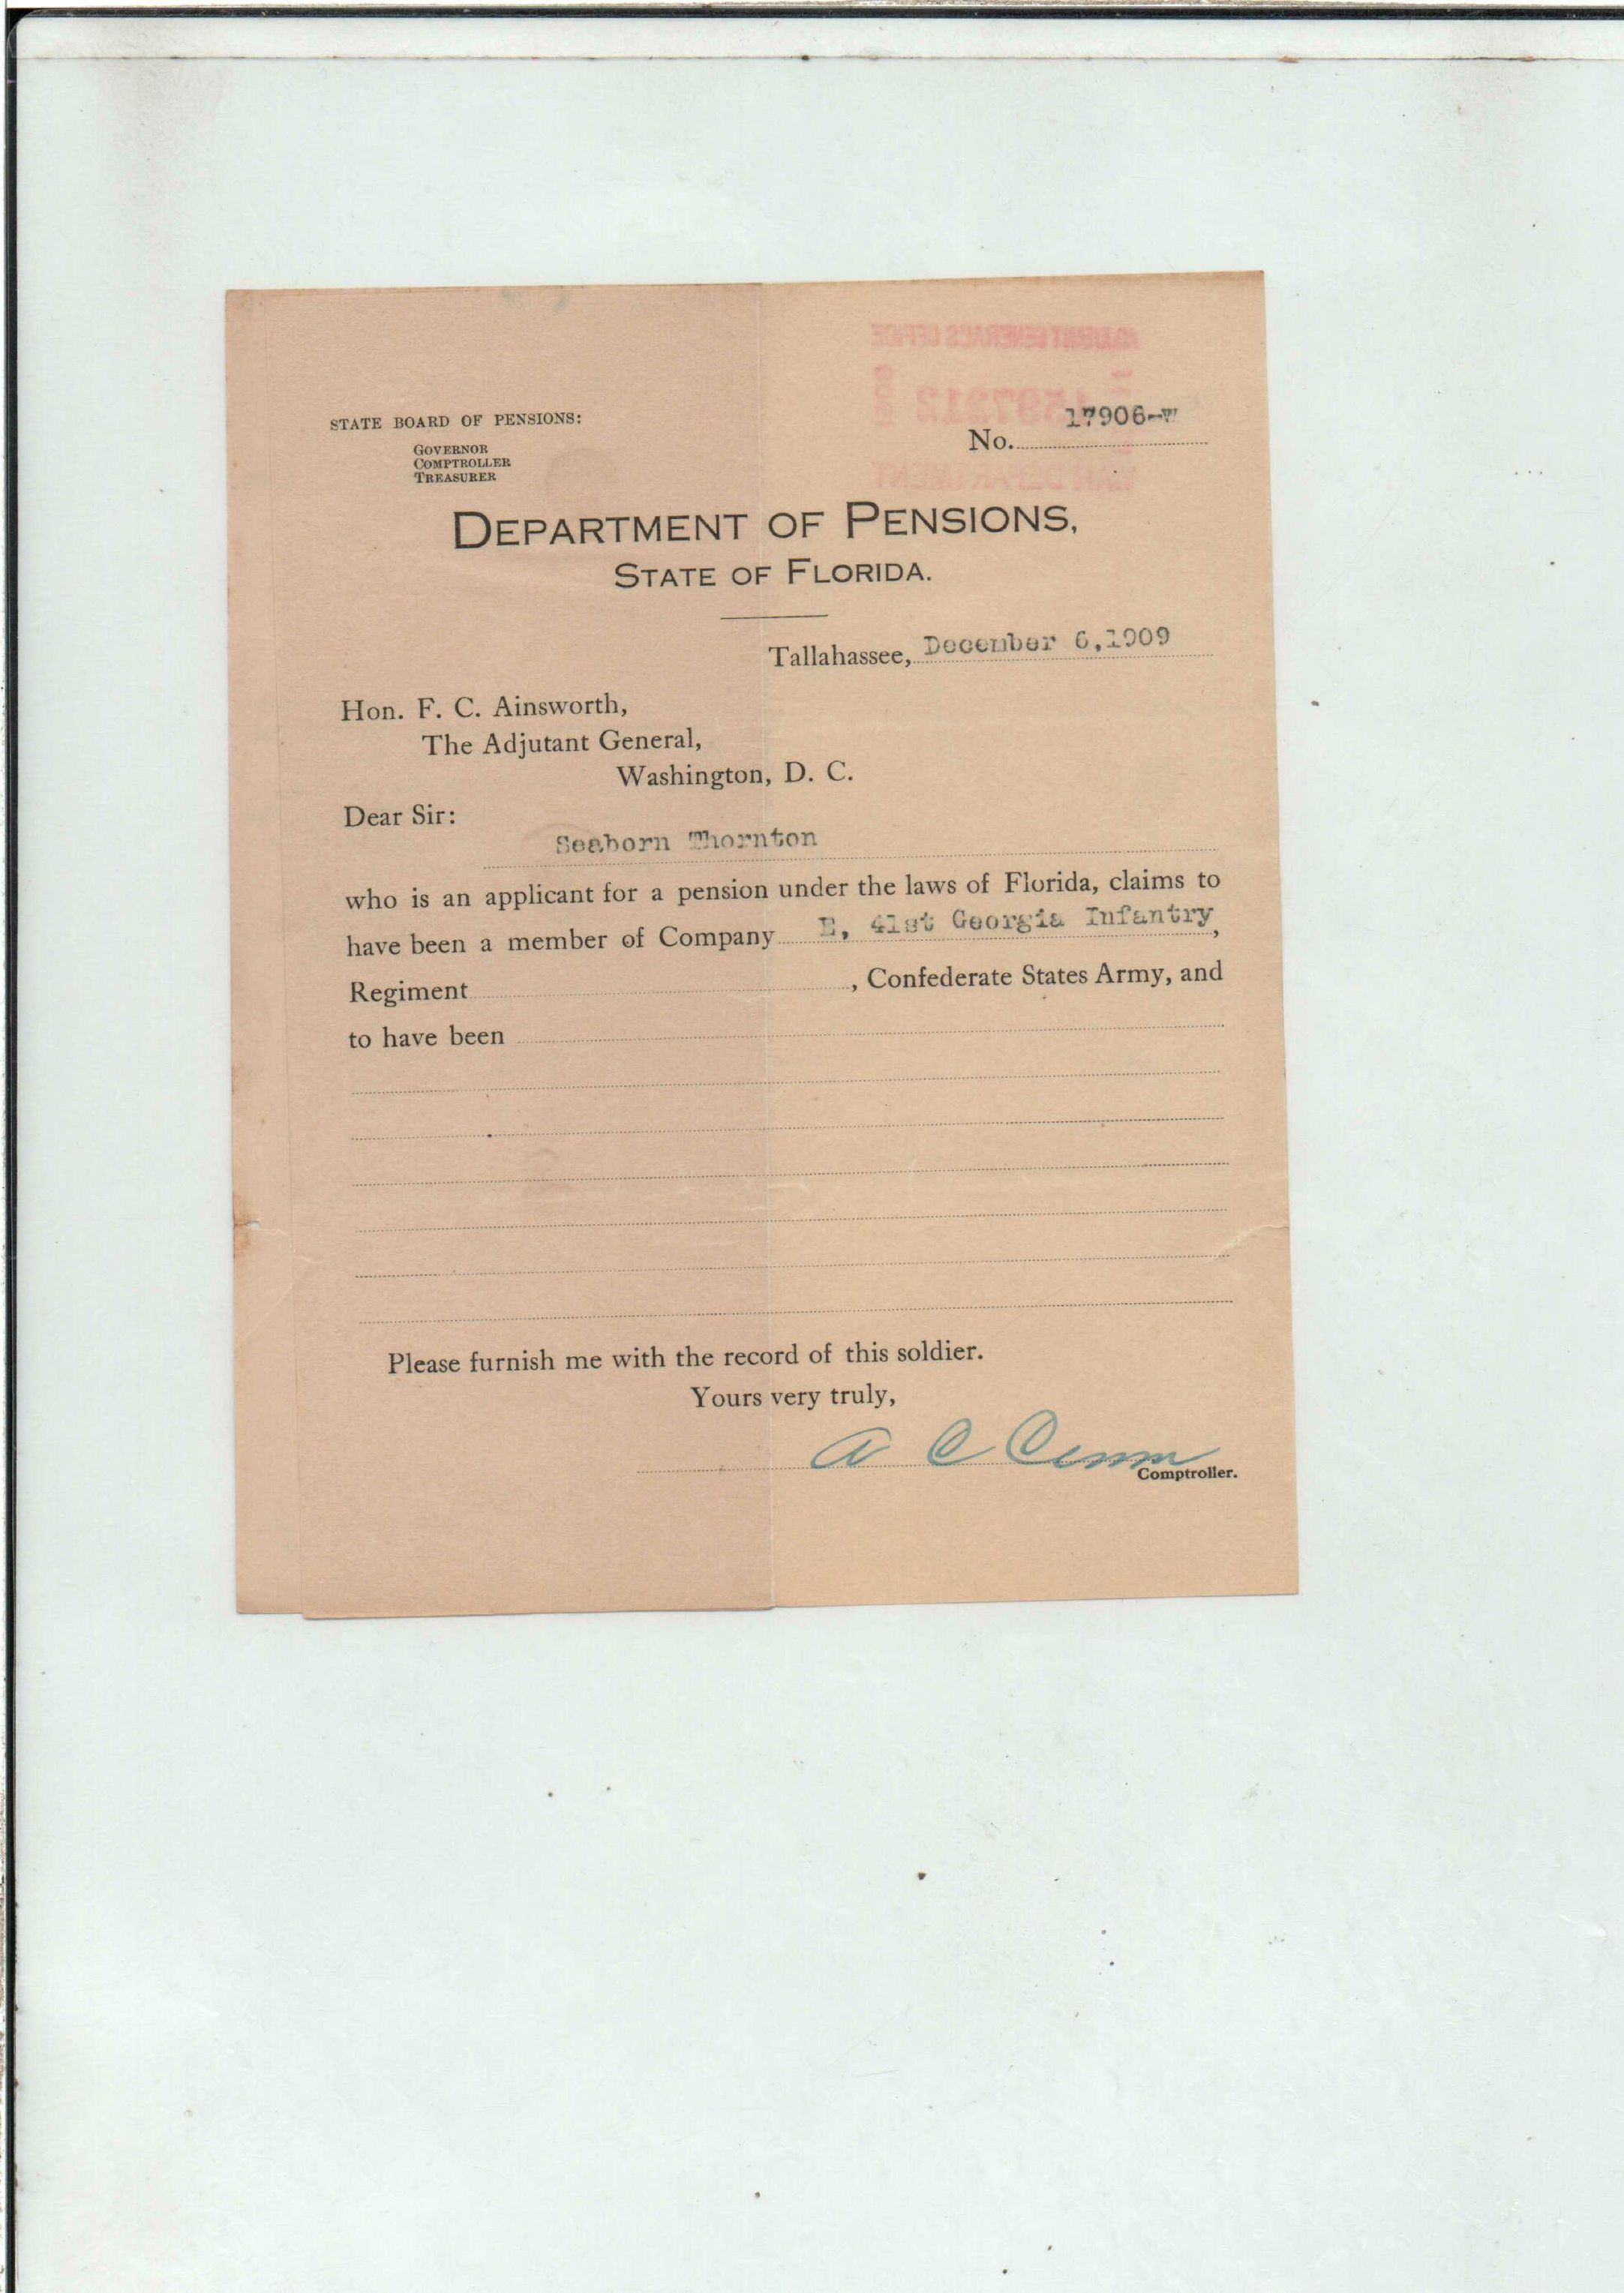 STATE BOARD OF PENSIONS:
GOVERNOR
COMPTROLLER
TREASURER
No. 17906-W
DEPARTMENT OF PENSIONS,
STATE OF FLORIDA.
Tallahassee, December 6,1909
Hon. F. C. Ainsworth,
The Adjutant General,
Washington, D. C.
Dear Sir:
Seaborn Thornton
who is an applicant for a pension under the laws of Florida, claims to
have been a member of Company E, 41st Georgia Infantry,
Regiment , Confederate States Army, and
to have been
Please furnish me with the record of this soldier.
Yours very truly,
A C
Comptroller.